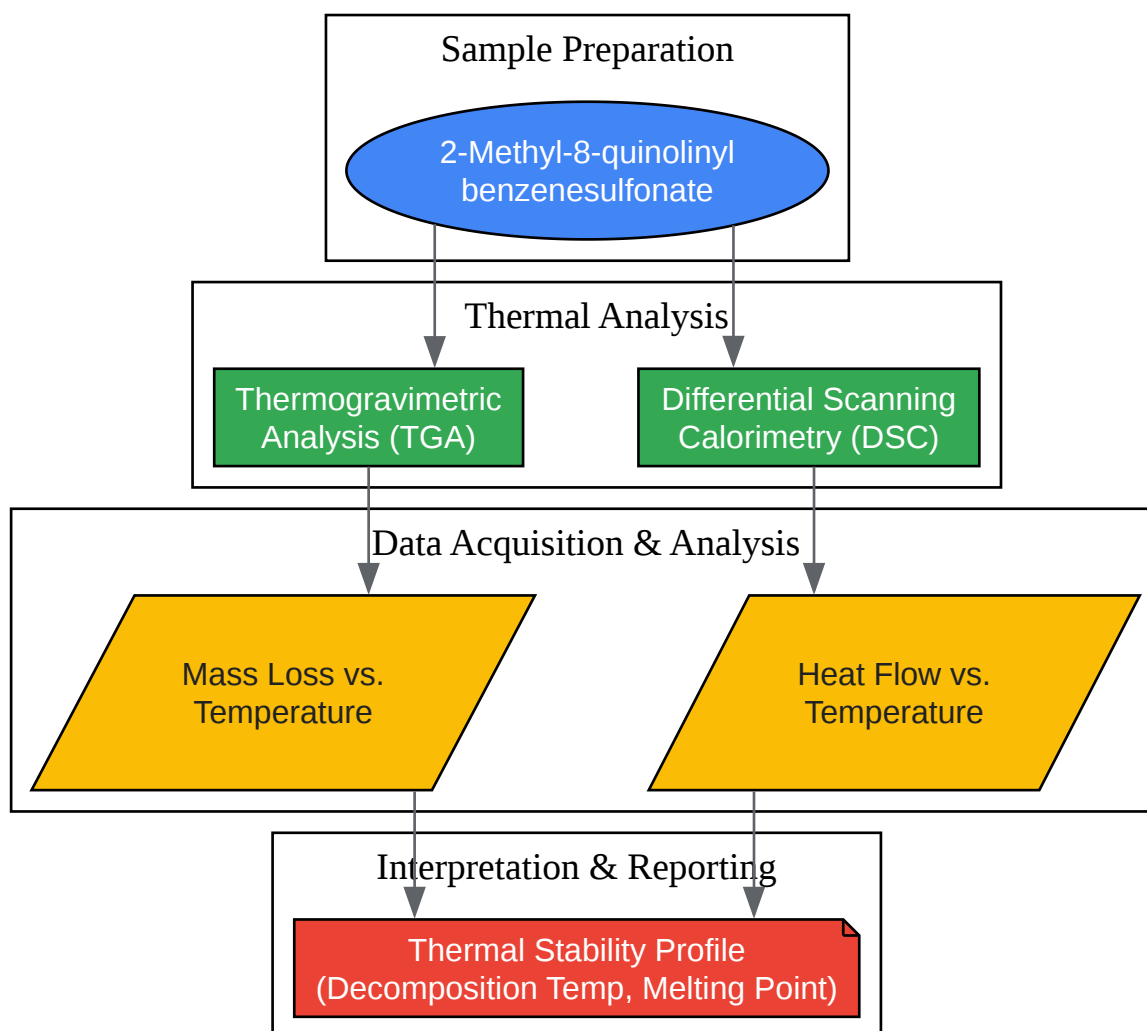 Sample Preparation
2-Methyl-8-quinolinyl
benzenesulfonate
Thermal Analysis
Thermogravimetric
Analysis (TGA)
Differential Scanning
Calorimetry (DSC)
Data Acquisition & Analysis
Mass Loss vs.
Temperature
Heat Flow vs.
Temperature
Interpretation & Reporting
Thermal Stability Profile
(Decomposition Temp, Melting Point)